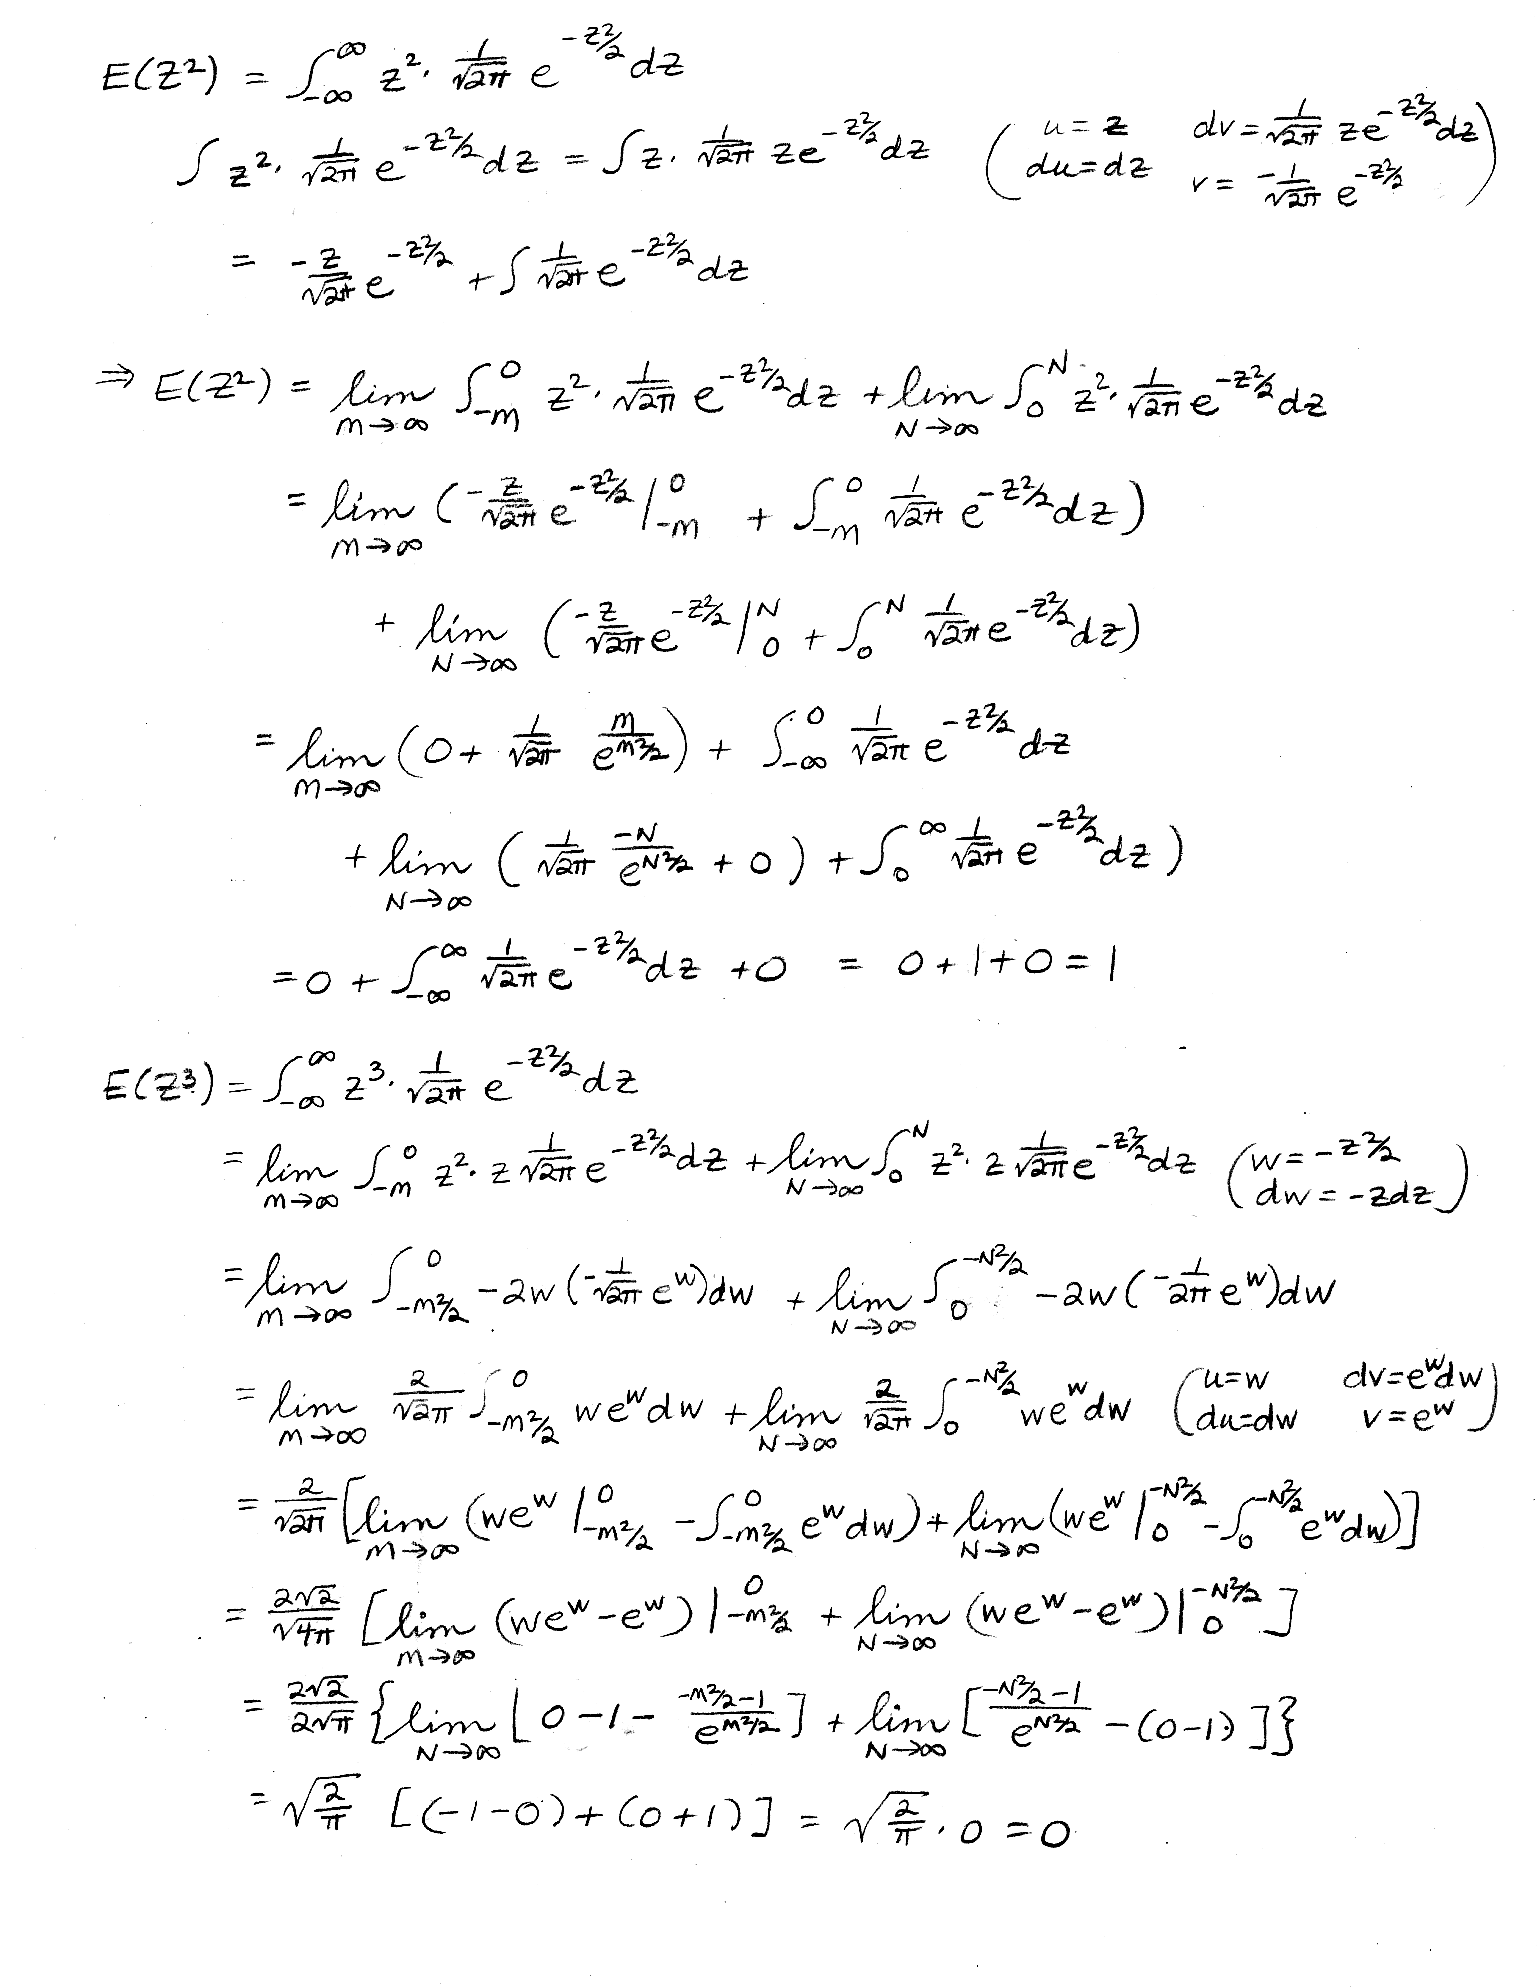 E(Z²) = ∫_{-∞}^{∞} z² · 1/√2π e^{-z²/2} dz
∫ z² · 1/√2π e^{-z²/2} dz = ∫ z · 1/√2π z e^{-z²/2} dz ( u = z dv = 1/√2π z e^{-z²/2} dz du = dz v = -1/√2π e^{-z²/2} )
= -z/√2π e^{-z²/2} + ∫ 1/√2π e^{-z²/2} dz
⇒ E(Z²) = lim_{M→∞} ∫_{-M}^{0} z² · 1/√2π e^{-z²/2} dz + lim_{N→∞} ∫_{0}^{N} z² · 1/√2π e^{-z²/2} dz
= lim_{M→∞} ( -z/√2π e^{-z²/2} |_{-M}^{0} + ∫_{-M}^{0} 1/√2π e^{-z²/2} dz )
+ lim_{N→∞} ( -z/√2π e^{-z²/2} |_{0}^{N} + ∫_{0}^{N} 1/√2π e^{-z²/2} dz )
= lim_{M→∞} ( 0 + 1/√2π M/e^{M²/2} ) + ∫_{-∞}^{0} 1/√2π e^{-z²/2} dz
+ lim_{N→∞} ( 1/√2π -N/e^{N²/2} + 0 ) + ∫_{0}^{∞} 1/√2π e^{-z²/2} dz )
= 0 + ∫_{-∞}^{∞} 1/√2π e^{-z²/2} dz + 0 = 0 + 1 + 0 = 1
E(Z³) = ∫_{-∞}^{∞} z³ · 1/√2π e^{-z²/2} dz
= lim_{M→∞} ∫_{-M}^{0} z² · z 1/√2π e^{-z²/2} dz + lim_{N→∞} ∫_{0}^{N} z² · z 1/√2π e^{-z²/2} dz ( w = -z²/2 dw = -z dz )
= lim_{M→∞} ∫_{-M²/2}^{0} -2w ( -1/√2π e^w ) dw + lim_{N→∞} ∫_{0}^{-N²/2} -2w ( -1/2π e^w ) dw
= lim_{M→∞} 2/√2π ∫_{-M²/2}^{0} w e^w dw + lim_{N→∞} 2/√2π ∫_{0}^{-N²/2} w e^w dw ( u = w dv = e^w dw du = dw v = e^w )
= 2/√2π [ lim_{M→∞} ( w e^w |_{-M²/2}^{0} - ∫_{-M²/2}^{0} e^w dw ) + lim_{N→∞} ( w e^w |_{0}^{-N²/2} - ∫_{0}^{-N²/2} e^w dw ) ]
= 2√2/√4π [ lim_{M→∞} ( w e^w - e^w ) |_{-M²/2}^{0} + lim_{N→∞} ( w e^w - e^w ) |_{0}^{-N²/2} ]
= 2√2/2√π { lim_{N→∞} [ 0 - 1 - (-M²/2 - 1)/e^{M²/2} ] + lim_{N→∞} [ (-N²/2 - 1)/e^{N²/2} - (0 - 1) ] }
= √(2/π) [ (-1 - 0) + (0 + 1) ] = √(2/π) · 0 = 0